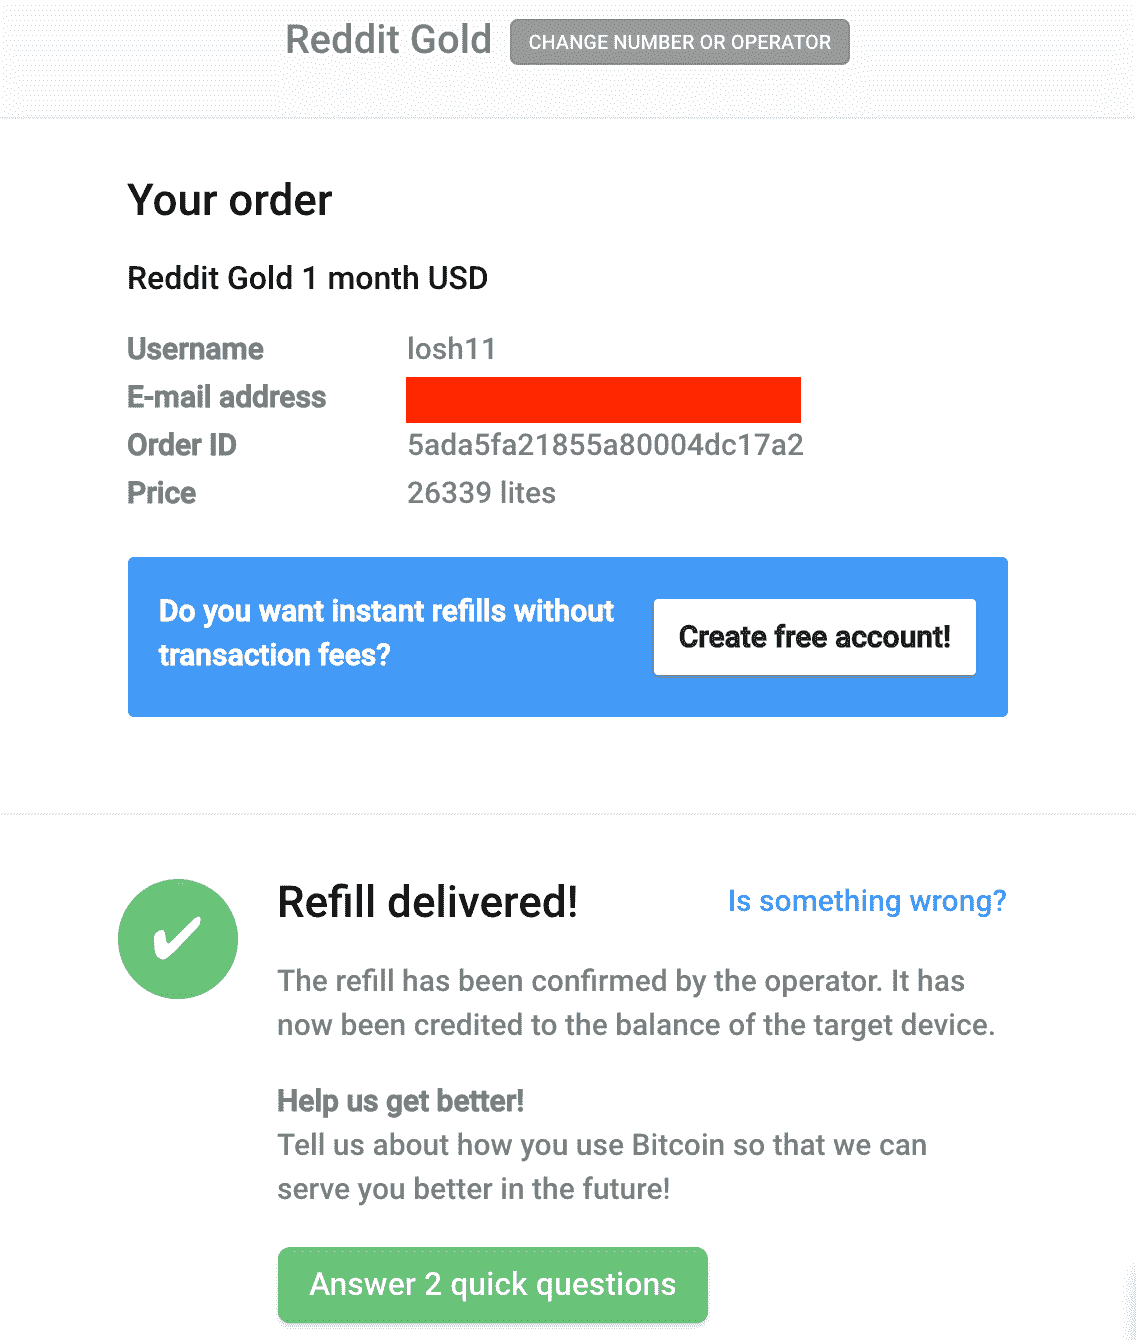 Reddit Gold CHANGE NUMBER OR OPERATOR
Your order
Reddit Gold 1 month USD
Username losh11
E-mail address
Order ID 5ada5fa21855a80004dc17a2
Price 26339 lites
Do you want instant refills without
transaction fees?
Create free account!
Refill delivered!
Is something wrong?
The refill has been confirmed by the operator. It has
now been credited to the balance of the target device.
Help us get better!
Tell us about how you use Bitcoin so that we can
serve you better in the future!
Answer 2 quick questions